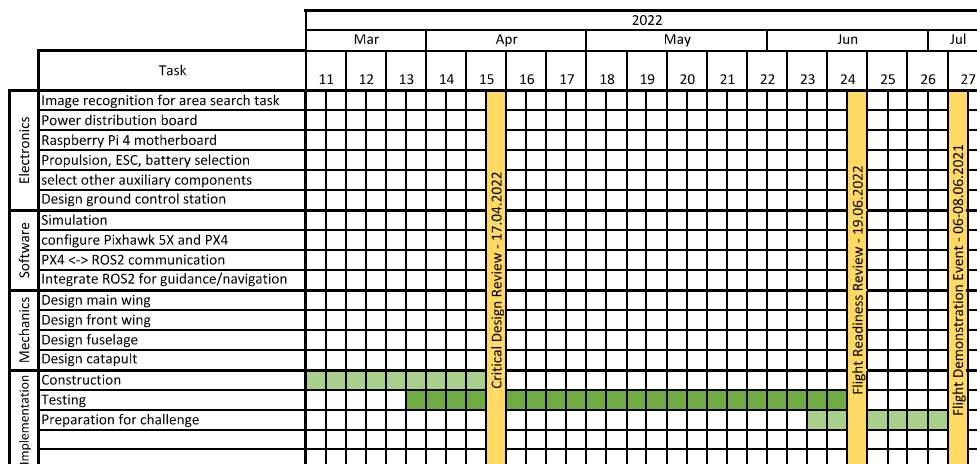 2022
Mar Apr May Jun Jul
Task
11 12 13 14 15 16 17 18 19 20 21 22 23 24 25 26 27
Electronics
Image recognition for area search task
Power distribution board
Raspberry Pi 4 motherboard
Propulsion, ESC, battery selection
select other auxiliary components
Design ground control station
Software
Simulation
configure Pixhawk 5X and PX4
PX4 <-> ROS2 communication
Integrate ROS2 for guidance/navigation
Mechanics
Design main wing
Design front wing
Design fuselage
Design catapult
Implementation
Construction
Testing
Preparation for challenge
Critical Design Review - 17.04.2022
Flight Readiness Review - 19.06.2022
Flight Demonstration Event - 06-08.06.2021